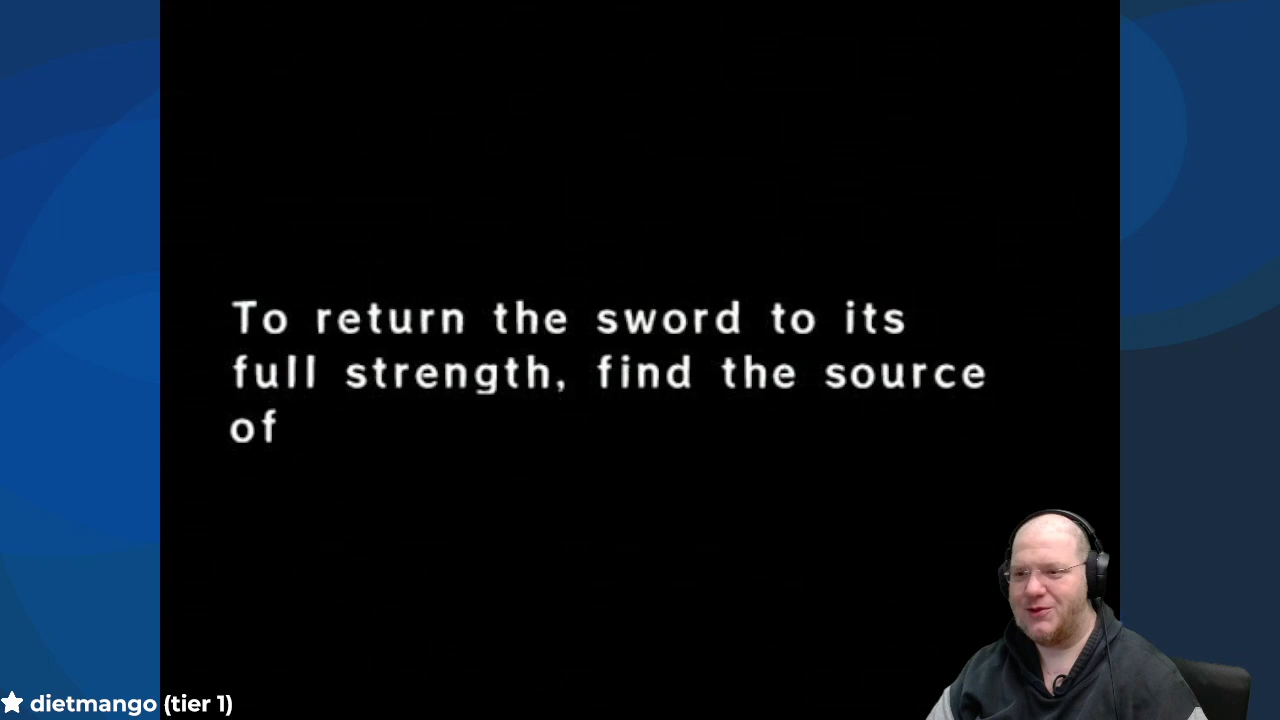 To return the sword to its
full strength, find the source
of
dietmango (tier 1)